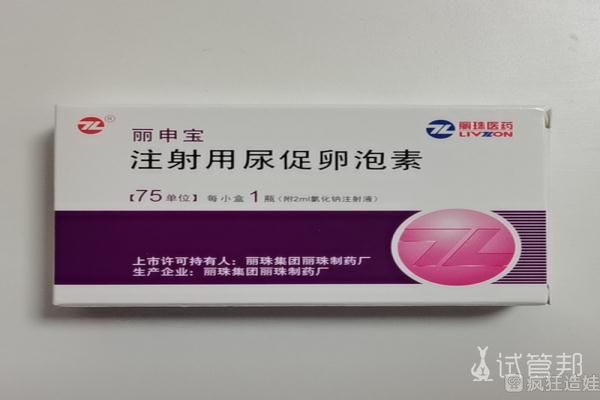 ZL®
丽申宝
丽珠医药
LIVZON
注射用尿促卵泡素
【75单位】 每小盒1瓶（附2ml氯化钠注射液）
上市许可持有人：丽珠集团丽珠制药厂
生产企业：丽珠集团丽珠制药厂
试管邦
疯狂造娃